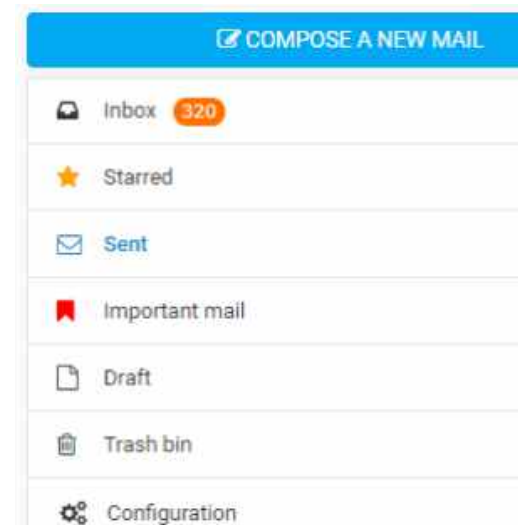 COMPOSE A NEW MAIL
Inbox 320
Starred
Sent
Important mail
Draft
Trash bin
Configuration